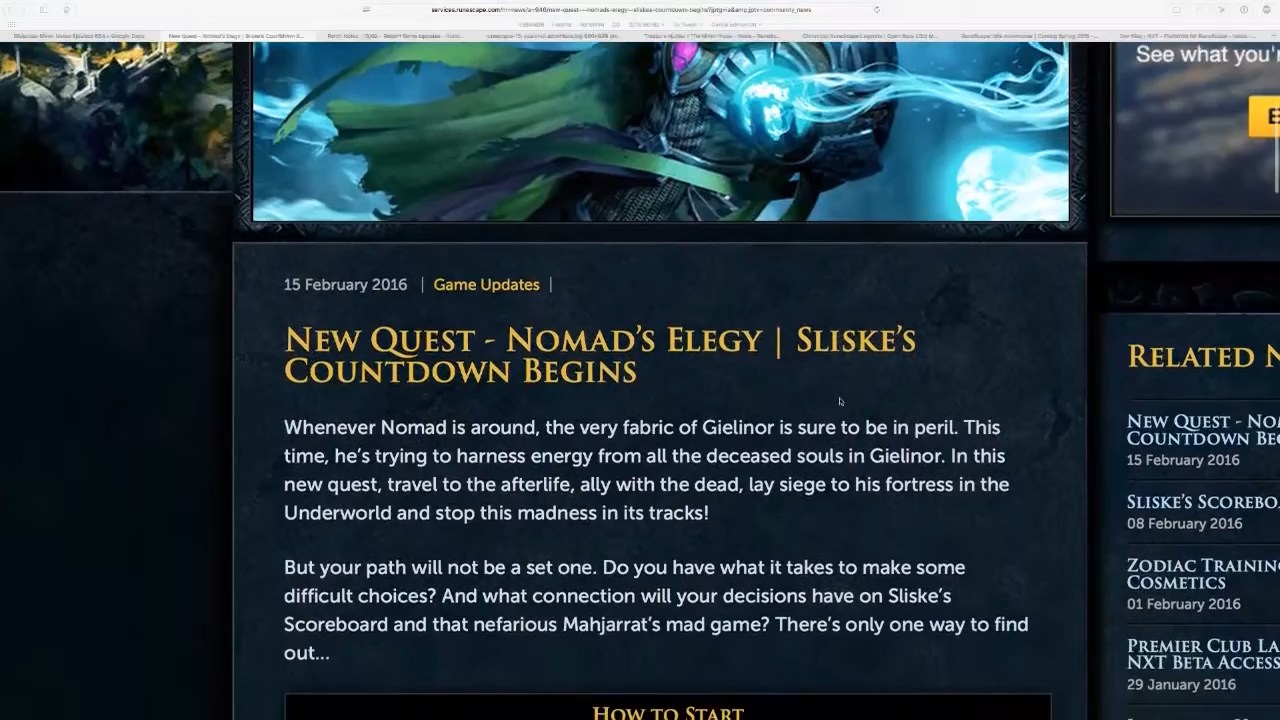 services.runescape.com
See what you'r
E
15 February 2016 | Game Updates |
New Quest - Nomad's Elegy | Sliske's
Countdown Begins
Whenever Nomad is around, the very fabric of Gielinor is sure to be in peril. This
time, he's trying to harness energy from all the deceased souls in Gielinor. In this
new quest, travel to the afterlife, ally with the dead, lay siege to his fortress in the
Underworld and stop this madness in its tracks!
But your path will not be a set one. Do you have what it takes to make some
difficult choices? And what connection will your decisions have on Sliske's
Scoreboard and that nefarious Mahjarrat's mad game? There's only one way to find
out...
How to Start
Related N
New Quest - Nom
Countdown Beg
15 February 2016
Sliske's Scorebo
08 February 2016
Zodiac Training
Cosmetics
01 February 2016
Premier Club La
NXT Beta Access
29 January 2016